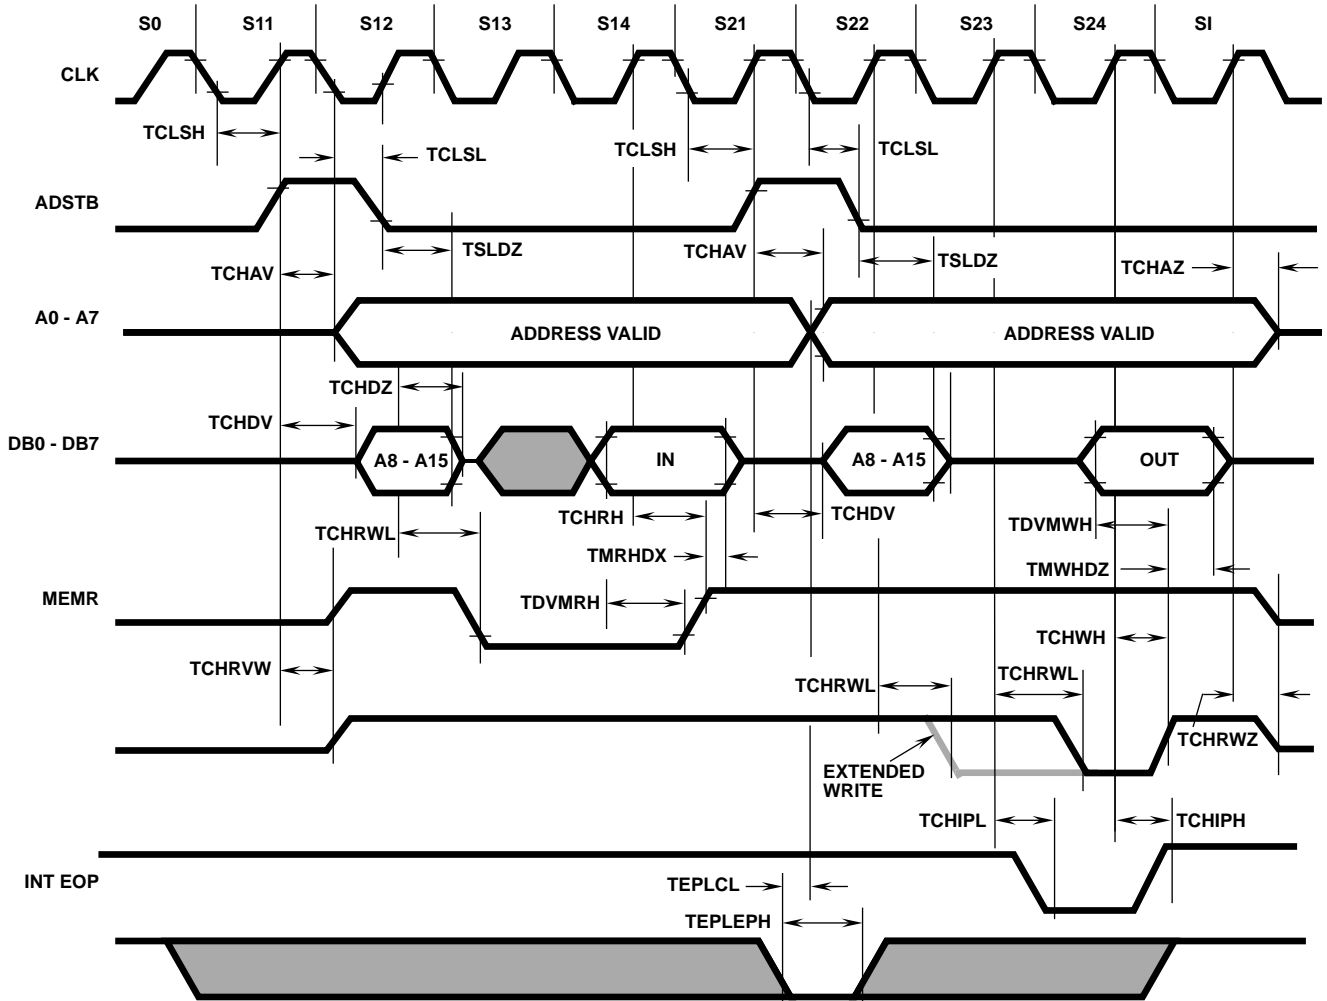 S0 S11 S12 S13 S14 S21 S22 S23 S24 SI
CLK
TCLSH TCLSL TCLSH TCLSL
ADSTB
TCHAV TSLDZ TCHAV TSLDZ TCHAZ
A0 - A7 ADDRESS VALID ADDRESS VALID
TCHDZ
TCHDV
DB0 - DB7 A8 - A15 IN A8 - A15 OUT
TCHRWL TCHRH TCHDV TDVMWH
TMRHDX TMWHDZ
MEMR TDVMRH
TCHWH
TCHRVW TCHRWL TCHRWL
TCHRWZ
EXTENDED
WRITE
TCHIPL TCHIPH
INT EOP
TEPLCL
TEPLEPH